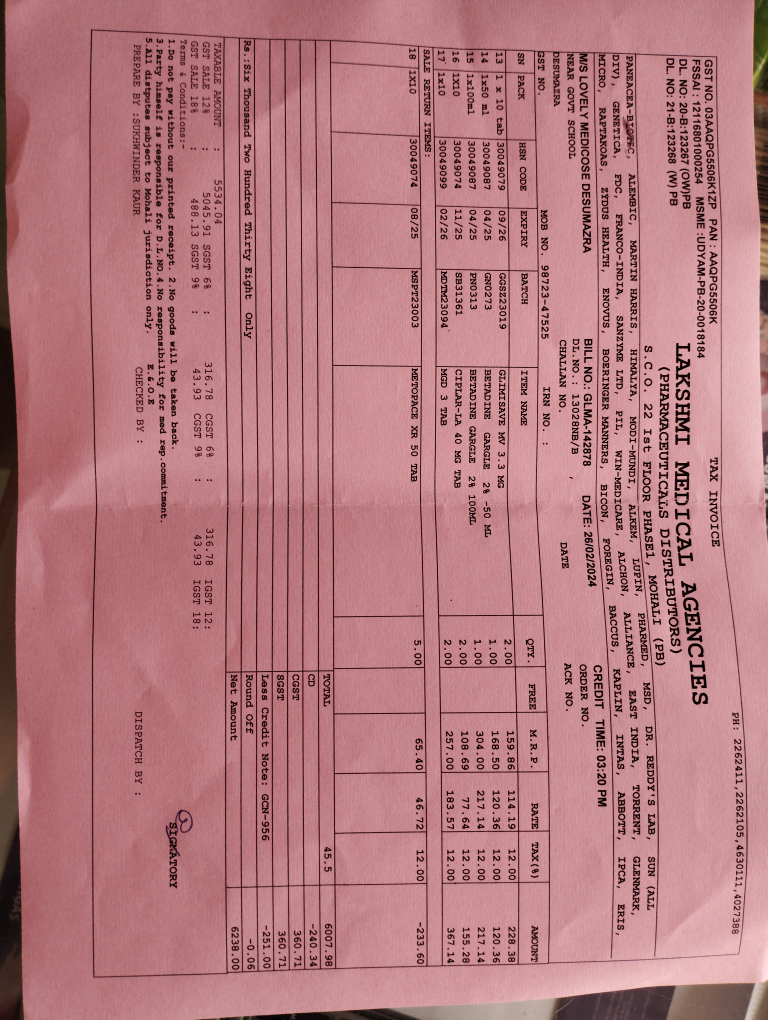 TAX INVOICE
PH: 2262411,2262105,4630111,4027388
GST NO. 03AAQPG5506K1ZP PAN : AAQPG5506K
FSSAI : 12116801000254 MSME :UDYAM-PB-20-0018184
DL. NO: 20-B:123267 (OW)PB
DL. NO: 21-B:123268 (W) PB
LAKSHMI MEDICAL AGENCIES
(PHARMACEUTICALS DISTRIBUTORS)
S.C.O. 22 Ist FLOOR PHASE1, MOHALI (PB)
PANACEA-BIOTEC, ALEMBIC, MARTIN HARRIS, HIMALYA, MODI-MUNDI, ALKEM, LUPIN, PHARMED, MSD, DR. REDDY'S LAB, SUN (ALL
DIV), GENETICA, FDC, FRANCO-INDIA, SANZYME LTD, PIL, WIN-MEDICARE, ALCHON, ALLIANCE, EAST INDIA, TORRENT, GLENMARK,
MICRO, RAPTAKOAS, ZYDUS HEALTH, ENOVUS, BOERINGER MANNERS, BICON, FOREGIN, BACCUS, KAPLIN, INTAS, ABBOTT, IPCA, ERIS,
M/S LOVELY MEDICOSE DESUMAZRA
NEAR GOVT SCHOOL
DESUMAZRA
GST NO. MOB NO. 98723-47525
BILL NO.: GLMA-142878 DATE: 26/02/2024 CREDIT TIME: 03:20 PM
DL.NO.: 13028NB/B , ORDER NO.
CHALLAN NO. DATE ACK NO.
IRN NO. :
SN PACK HSN CODE EXPIRY BATCH ITEM NAME QTY. FREE M.R.P. RATE TAX(%) AMOUNT
13 1 x 10 tab 30049079 09/26 GGSZ23019 GLIMISAVE MV 3.3 MG 2.00 159.86 114.19 12.00 228.38
14 1x50 ml 30049087 04/25 GN0273 BETADINE GARGLE 2% -50 ML 1.00 168.50 120.36 12.00 120.36
15 1x100ml 30049087 04/25 PN0313 BETADINE GARGLE 2% 100ML 1.00 304.00 217.14 12.00 217.14
16 1X10 30049074 11/25 SB31361 CIPLAR-LA 40 MG TAB 2.00 108.69 77.64 12.00 155.28
17 1x10 30049099 02/26 MDTM23094 MGD 3 TAB 2.00 257.00 183.57 12.00 367.14
SALE RETURN ITEMS:
18 1X10 30049074 08/25 MSPT23003 METOPACE XR 50 TAB 5.00 65.40 46.72 12.00 -233.60
TOTAL 45.5 6007.98
CD -240.34
CGST 360.71
SGST 360.71
Less Credit Note: GCN-956 -251.00
Round Off -0.06
Net Amount 6238.00
Rs.:Six Thousand Two Hundred Thirty Eight Only
TAXABLE AMOUNT : 5534.04
GST SALE 12% : 5045.91 SGST 6% : 316.78 CGST 6% : 316.78 IGST 12:
GST SALE 18% : 488.13 SGST 9% : 43.93 CGST 9% : 43.93 IGST 18:
Terms & Conditions:-
1.Do not pay without our printed receipt. 2.No goods will be taken back.
3.Party himself is responsible for D.L.NO.4.No responsibility for med rep.commitment.
5.All distputes subject to Mohali jurisdiction only. E.&.O.E
PREPARE BY :SUKHWINDER KAUR CHECKED BY : DISPATCH BY :
SIGNATORY